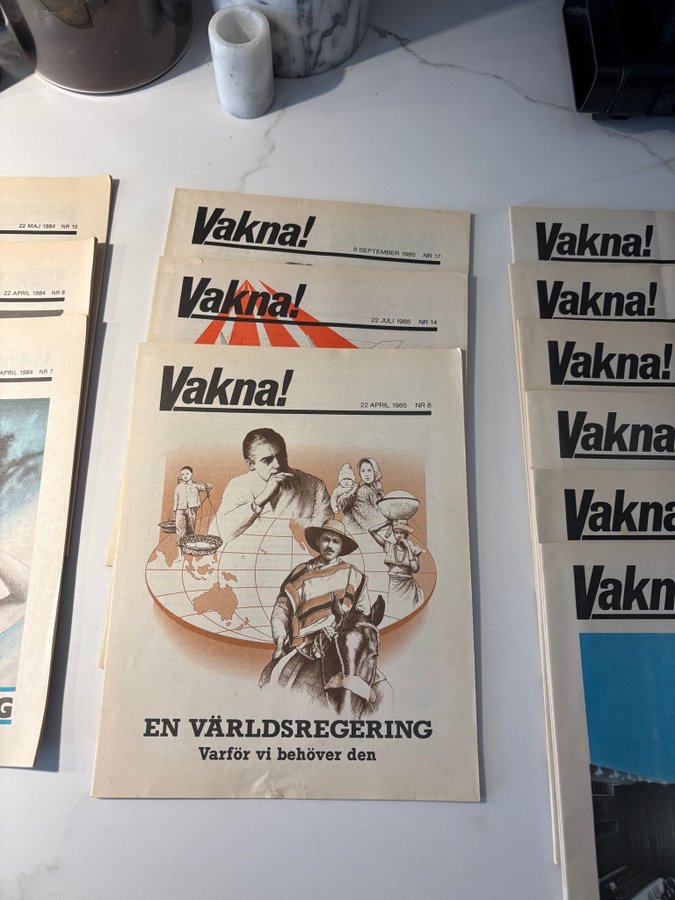 22 MAJ 1984 NR 10
22 APRIL 1984 NR 8
APRIL 1984 NR 7
G
Vakna!
8 SEPTEMBER 1985 NR 17
Vakna!
22 JULI 1985 NR 14
Vakna!
22 APRIL 1985 NR 8
EN VÄRLDSREGERING
Varför vi behöver den
Vakna!
Vakna!
Vakna!
Vakna
Vakna
Vakn